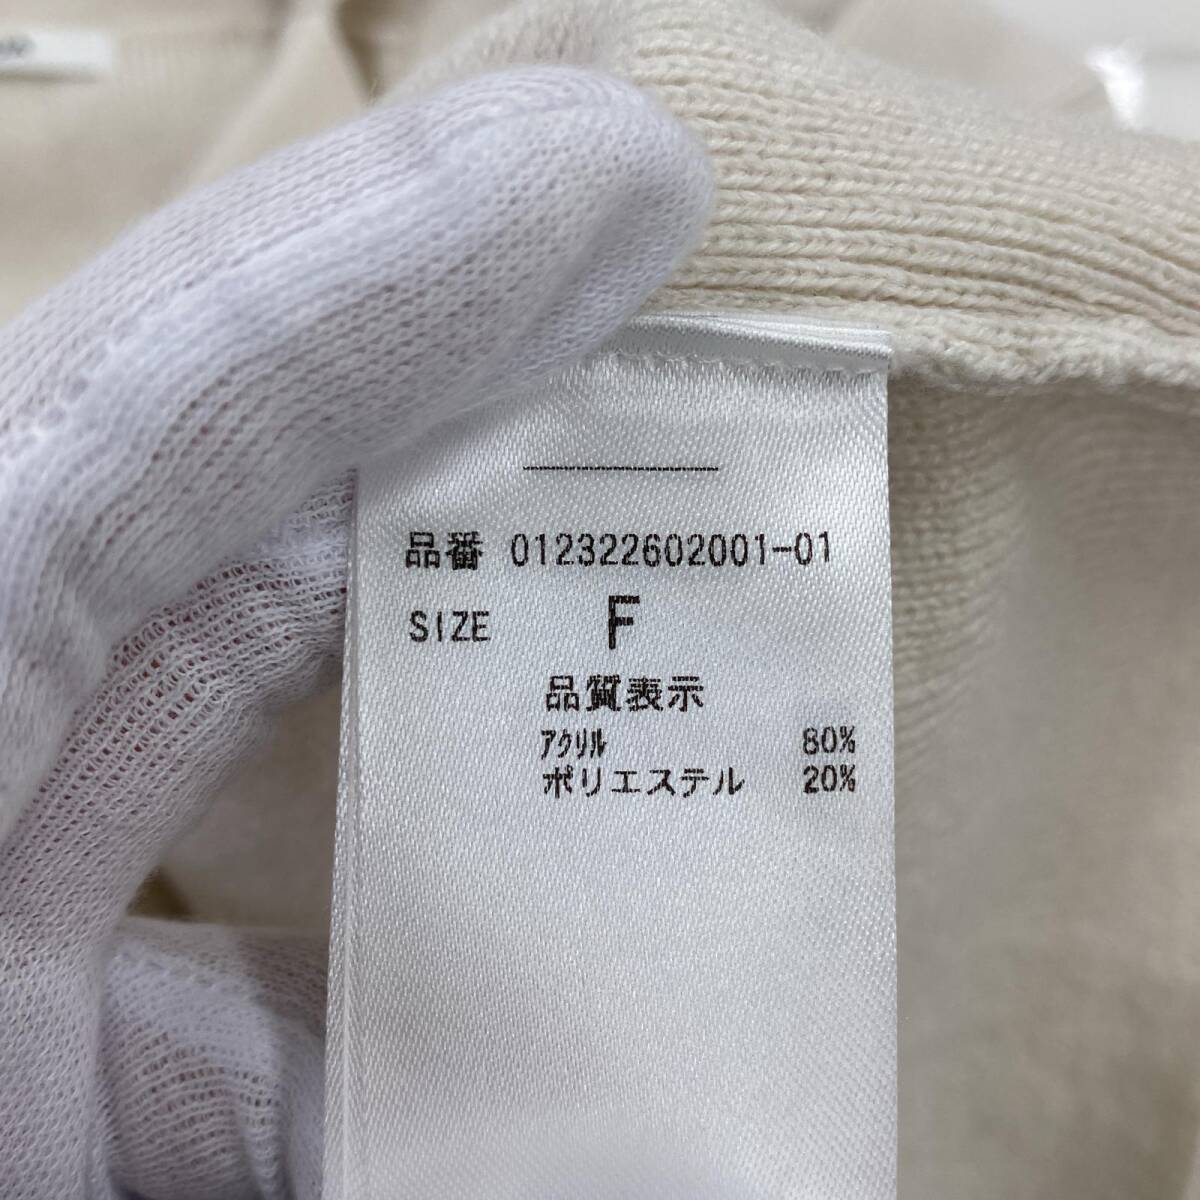 品番 012322602001-01
SIZE F
品質表示
ｱｸﾘﾙ 80%
ポリエステル 20%